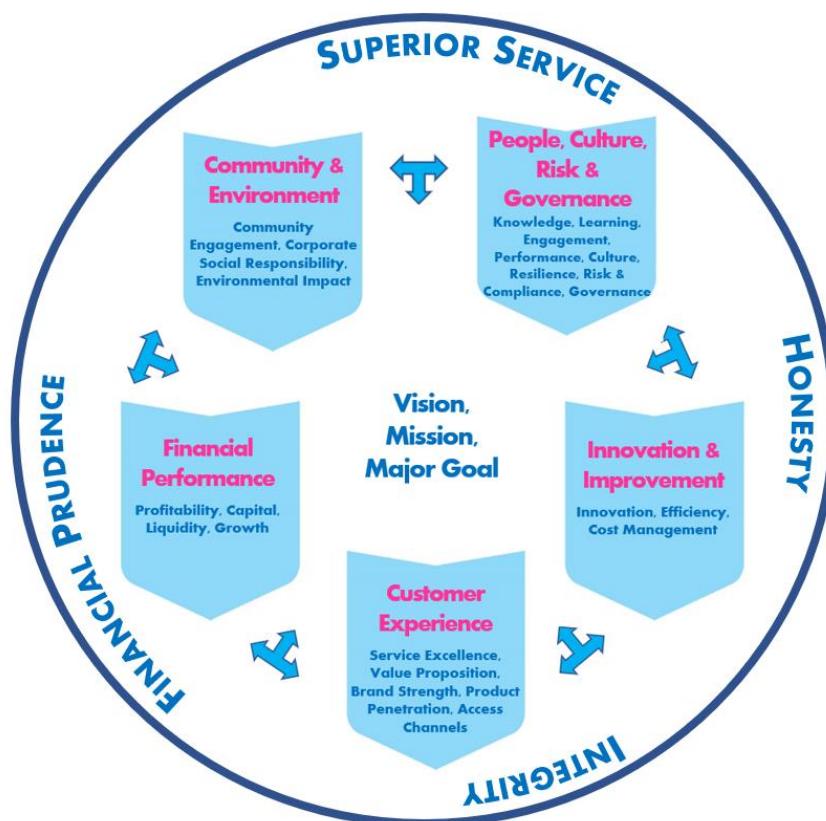 SUPERIOR SERVICE
Community &
Environment
Community
Engagement, Corporate
Social Responsibility,
Environmental Impact
People, Culture,
Risk &
Governance
Knowledge, Learning,
Engagement,
Performance, Culture,
Resilience, Risk &
Compliance, Governance
HONESTY
Vision,
Mission,
Major Goal
Financial
Performance
Profitability, Capital,
Liquidity, Growth
Innovation &
Improvement
Innovation, Efficiency,
Cost Management
Customer
Experience
Service Excellence,
Value Proposition,
Brand Strength, Product
Penetration, Access
Channels
FINANCIAL PRUDENCE
INTEGRITY